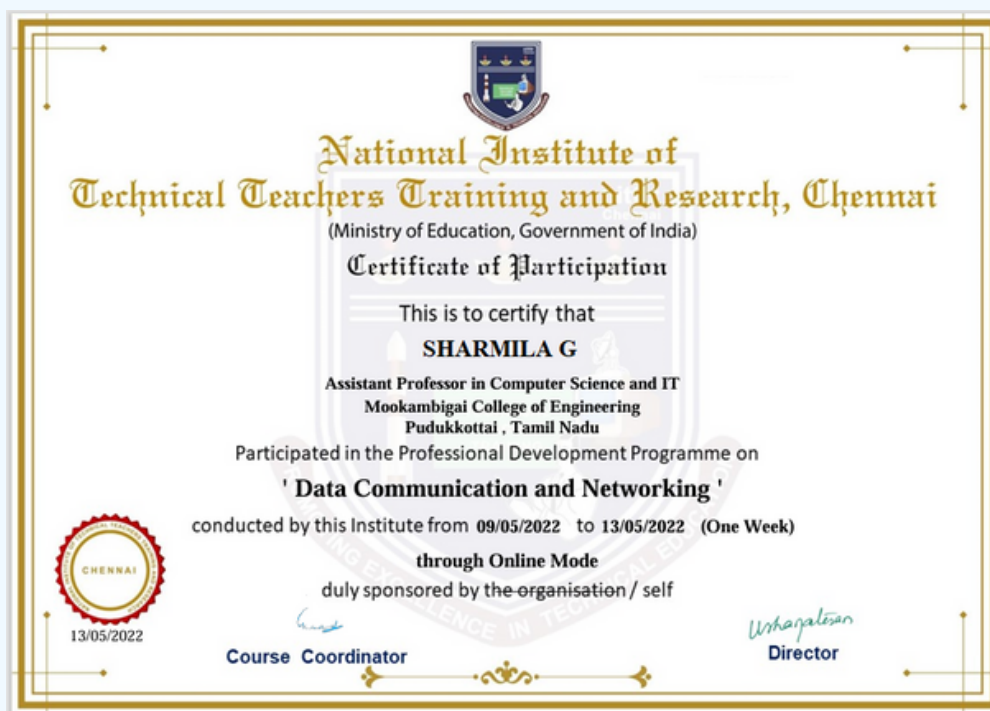 National Institute of
Technical Teachers Training and Research, Chennai
(Ministry of Education, Government of India)
Certificate of Participation
This is to certify that
SHARMILA G
Assistant Professor in Computer Science and IT
Mookambigai College of Engineering
Pudukkottai , Tamil Nadu
Participated in the Professional Development Programme on
' Data Communication and Networking '
conducted by this Institute from 09/05/2022 to 13/05/2022 (One Week)
through Online Mode
duly sponsored by the organisation / self
CHENNAI
13/05/2022
Course Coordinator
Director